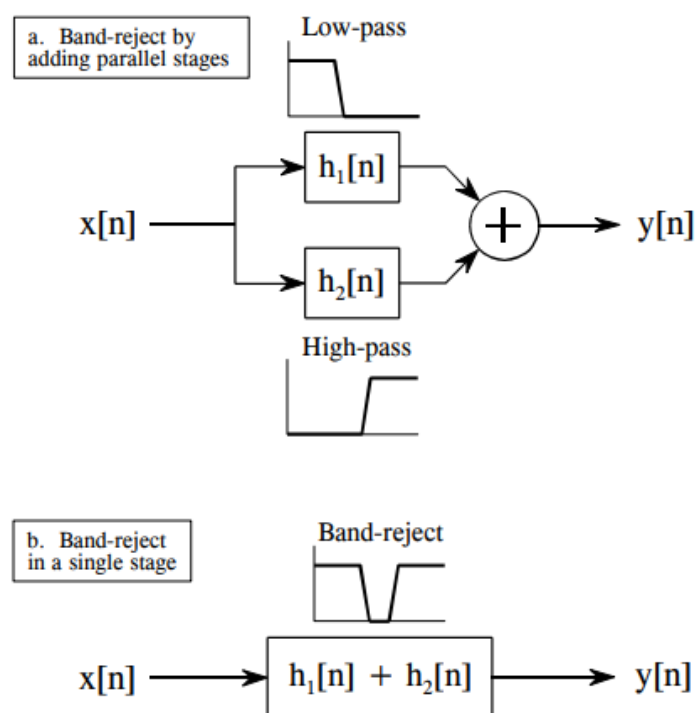 a. Band-reject by
adding parallel stages
Low-pass
h₁[n]
x[n]
y[n]
h₂[n]
High-pass
b. Band-reject
in a single stage
Band-reject
x[n]
h₁[n] + h₂[n]
y[n]